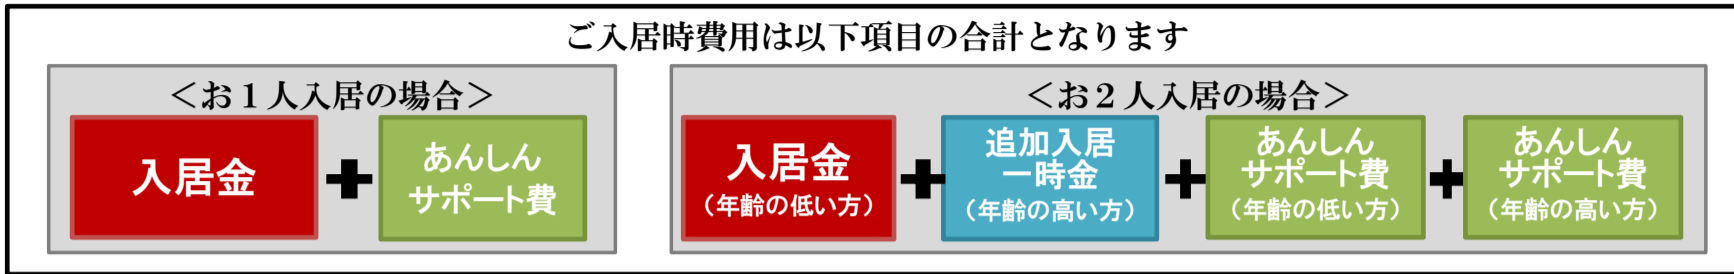 ご入居時費用は以下項目の合計となります
＜お１人入居の場合＞
入居金
＋
あんしん
サポート費
＜お２人入居の場合＞
入居金
（年齢の低い方）
＋
追加入居
一時金
（年齢の高い方）
＋
あんしん
サポート費
（年齢の低い方）
＋
あんしん
サポート費
（年齢の高い方）